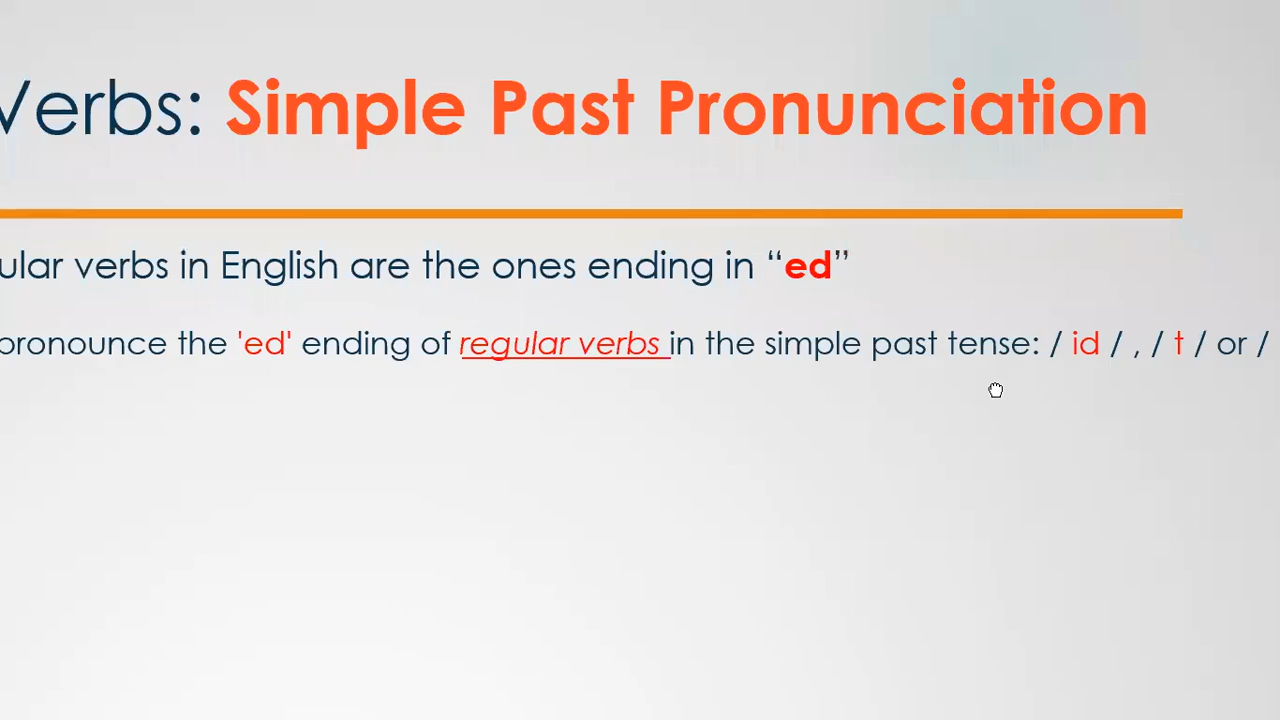 Verbs: Simple Past Pronunciation
ular verbs in English are the ones ending in “ed”
pronounce the 'ed' ending of regular verbs in the simple past tense: / id / , / t / or /